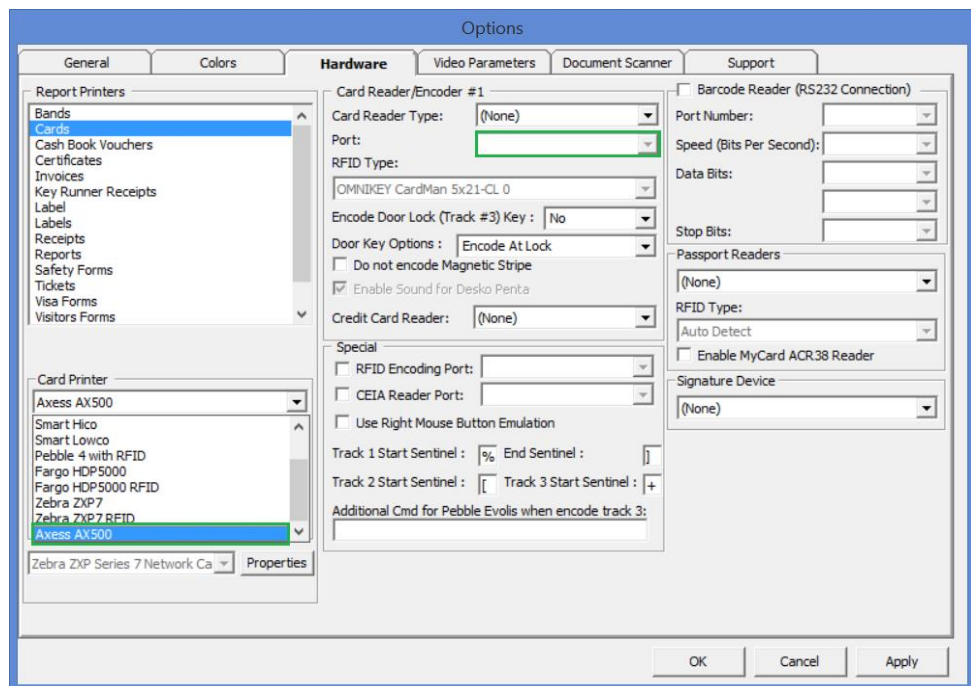 Options
General Colors Hardware Video Parameters Document Scanner Support
Report Printers
Bands
Cards
Cash Book Vouchers
Certificates
Invoices
Key Runner Receipts
Label
Labels
Receipts
Reports
Safety Forms
Tickets
Visa Forms
Visitors Forms
Card Printer
Axess AX500
Smart Hico
Smart Lowco
Pebble 4 with RFID
Fargo HDP5000
Fargo HDP5000 RFID
Zebra ZXP7
Zebra ZXP7 RFID
Axess AX500
Zebra ZXP Series 7 Network Ca Properties
Card Reader/Encoder #1
Card Reader Type: (None)
Port:
RFID Type:
OMNIKEY CardMan 5x21-CL 0
Encode Door Lock (Track #3) Key : No
Door Key Options : Encode At Lock
Do not encode Magnetic Stripe
Enable Sound for Desko Penta
Credit Card Reader: (None)
Special
RFID Encoding Port:
CEIA Reader Port:
Use Right Mouse Button Emulation
Track 1 Start Sentinel : % End Sentinel : ]
Track 2 Start Sentinel : [ Track 3 Start Sentinel : +
Additional Cmd for Pebble Evolis when encode track 3:
Barcode Reader (RS232 Connection)
Port Number:
Speed (Bits Per Second):
Data Bits:
Stop Bits:
Passport Readers
(None)
RFID Type:
Auto Detect
Enable MyCard ACR38 Reader
Signature Device
(None)
OK Cancel Apply